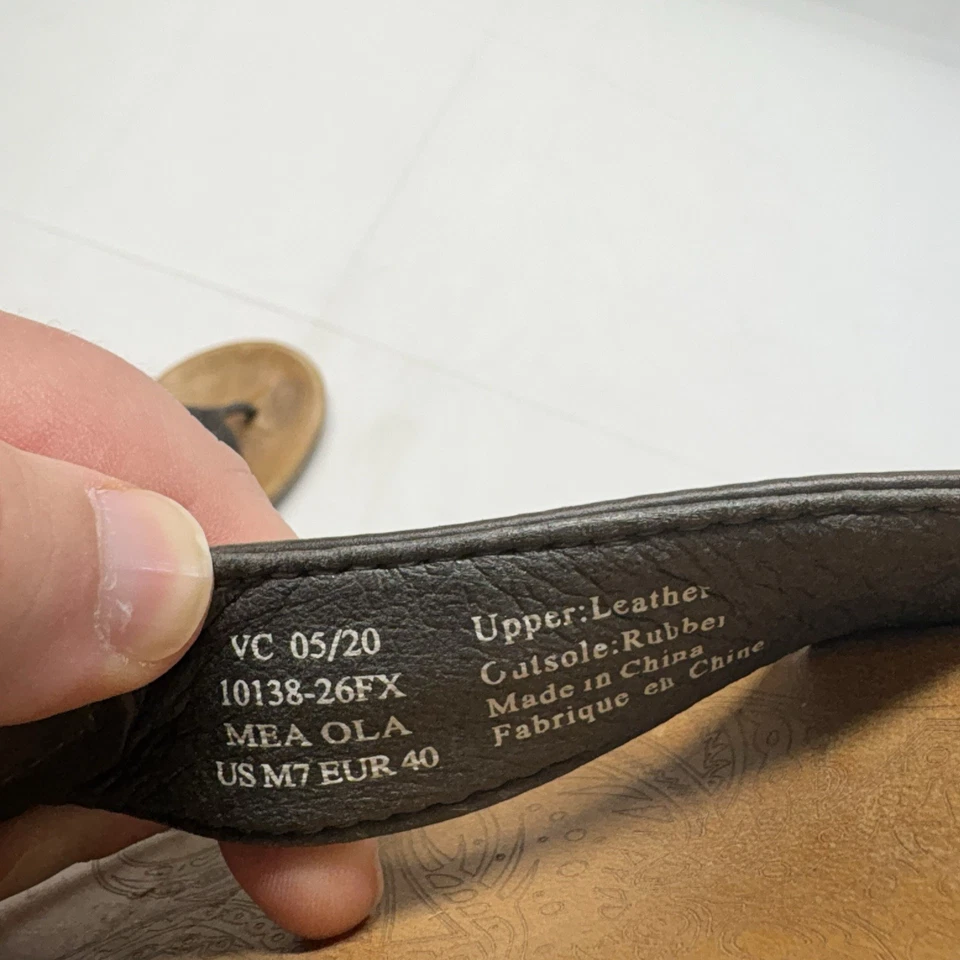 VC 05/20
10138-26FX
MEA OLA
US M7 EUR 40
Upper:Leather
Outsole:Rubber
Made in China
Fabrique en Chine